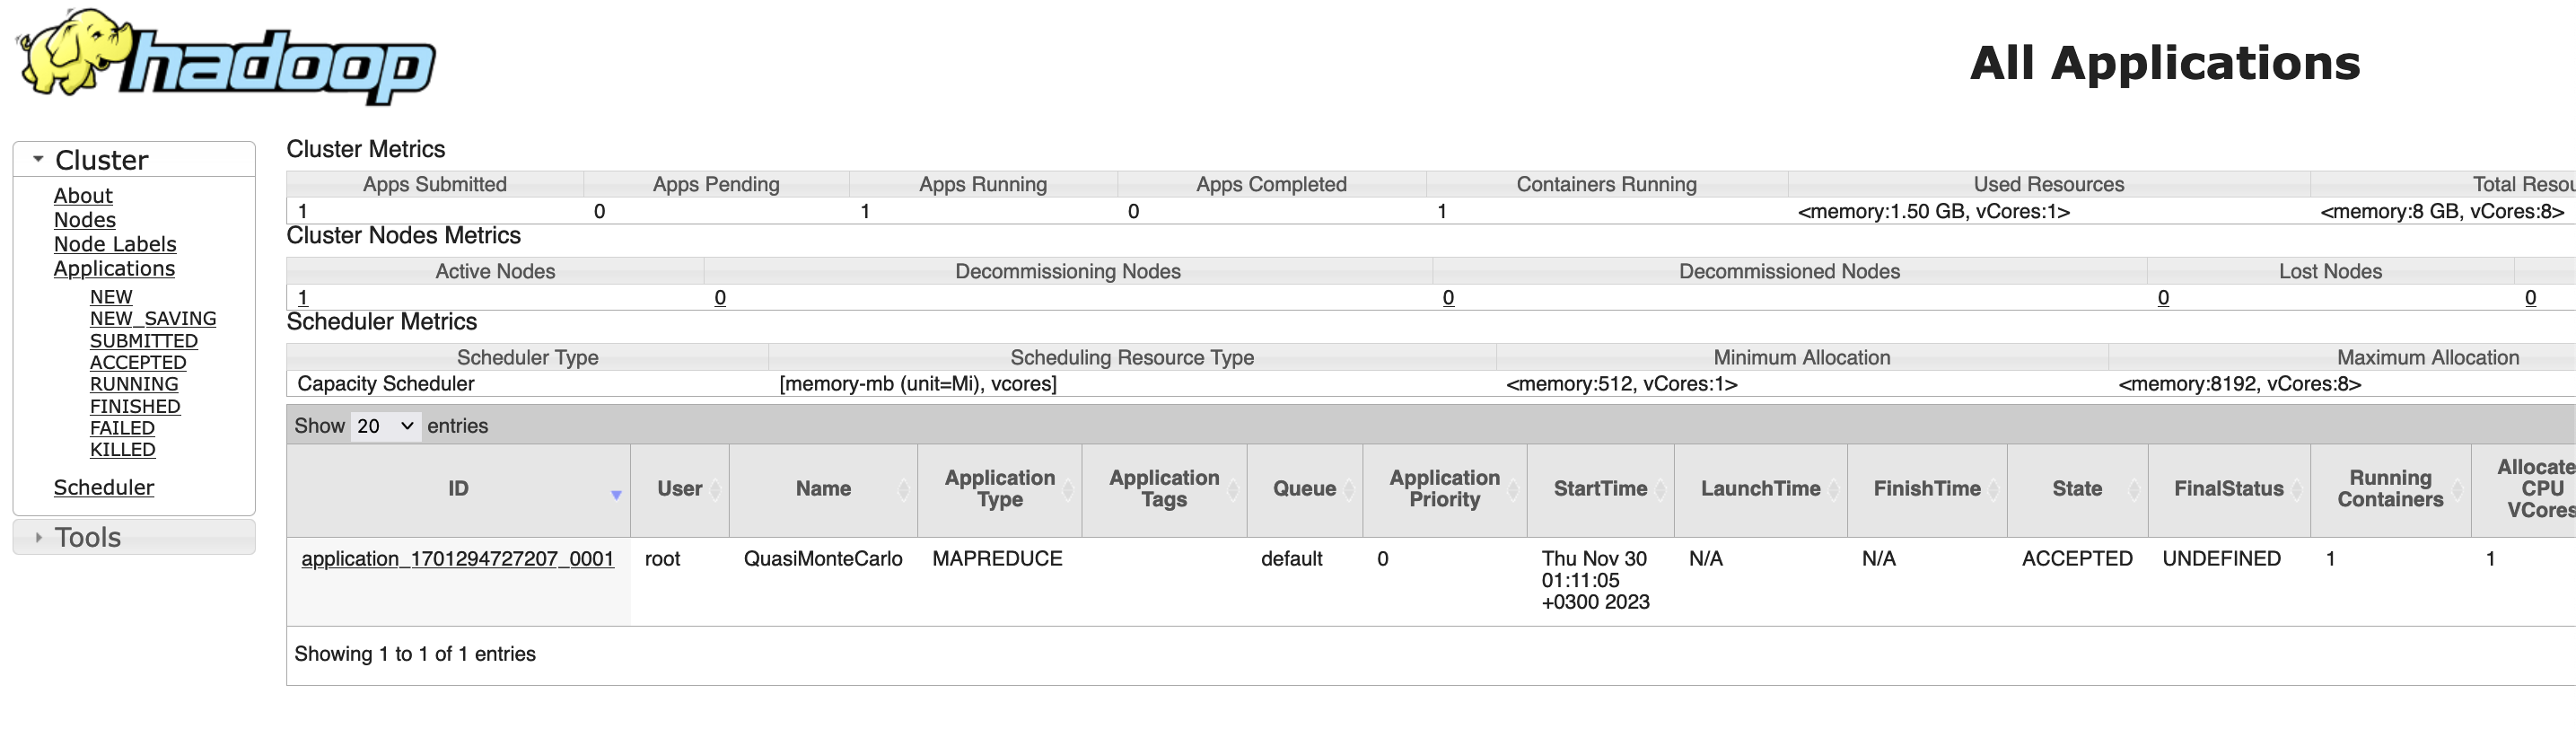 hadoop
All Applications
Cluster
About
Nodes
Node Labels
Applications
NEW
NEW_SAVING
SUBMITTED
ACCEPTED
RUNNING
FINISHED
FAILED
KILLED
Scheduler
Tools
Cluster Metrics
Apps Submitted Apps Pending Apps Running Apps Completed Containers Running Used Resources Total Resou
1 0 1 0 1 <memory:1.50 GB, vCores:1> <memory:8 GB, vCores:8>
Cluster Nodes Metrics
Active Nodes Decommissioning Nodes Decommissioned Nodes Lost Nodes
1 0 0 0 0
Scheduler Metrics
Scheduler Type Scheduling Resource Type Minimum Allocation Maximum Allocation
Capacity Scheduler [memory-mb (unit=Mi), vcores] <memory:512, vCores:1> <memory:8192, vCores:8>
Show 20 entries
ID User Name Application Type Application Tags Queue Application Priority StartTime LaunchTime FinishTime State FinalStatus Running Containers Allocate CPU VCores
application_1701294727207_0001 root QuasiMonteCarlo MAPREDUCE default 0 Thu Nov 30 N/A N/A ACCEPTED UNDEFINED 1 1
01:11:05
+0300 2023
Showing 1 to 1 of 1 entries